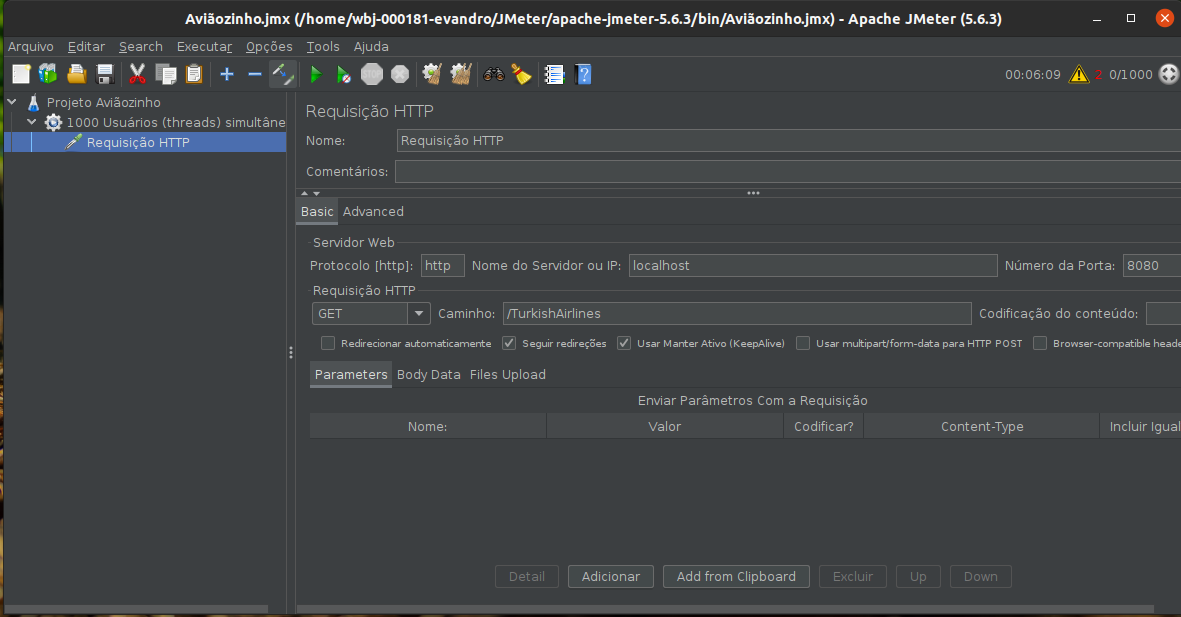 Aviãozinho.jmx (/home/wbj-000181-evandro/JMeter/apache-jmeter-5.6.3/bin/Aviãozinho.jmx) - Apache JMeter (5.6.3)
Arquivo Editar Search Executar Opções Tools Ajuda
00:06:09 2 0/1000
Projeto Aviãozinho
1000 Usuários (threads) simultâne
Requisição HTTP
Requisição HTTP
Nome: Requisição HTTP
Comentários:
Basic Advanced
Servidor Web
Protocolo [http]: http Nome do Servidor ou IP: localhost Número da Porta: 8080
Requisição HTTP
GET Caminho: /TurkishAirlines Codificação do conteúdo:
Redirecionar automaticamente Seguir redireções Usar Manter Ativo (KeepAlive) Usar multipart/form-data para HTTP POST Browser-compatible heade
Parameters Body Data Files Upload
Enviar Parâmetros Com a Requisição
Nome: Valor Codificar? Content-Type Incluir Igual
Detail Adicionar Add from Clipboard Excluir Up Down